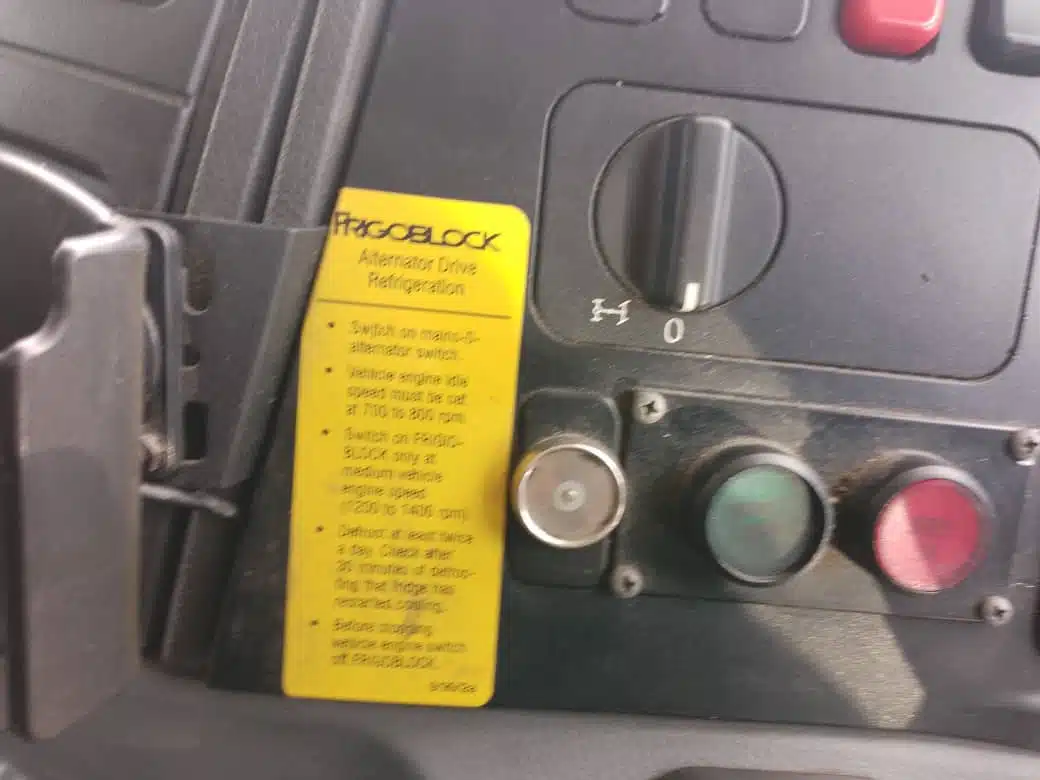 FRIGOBLOCK
Alternator Drive
Refrigeration
• Switch on mains-0-
alternator switch.
• Vehicle engine idle
speed must be set
at 700 to 800 rpm.
• Switch on FRIGO-
BLOCK only at
medium vehicle
engine speed
(1200 to 1400 rpm)
• Defrost at least twice
a day. Check after
30 minutes of defros-
ting that fridge has
restarted cooling.
• Before stopping
vehicle engine switch
off FRIGOBLOCK.
0